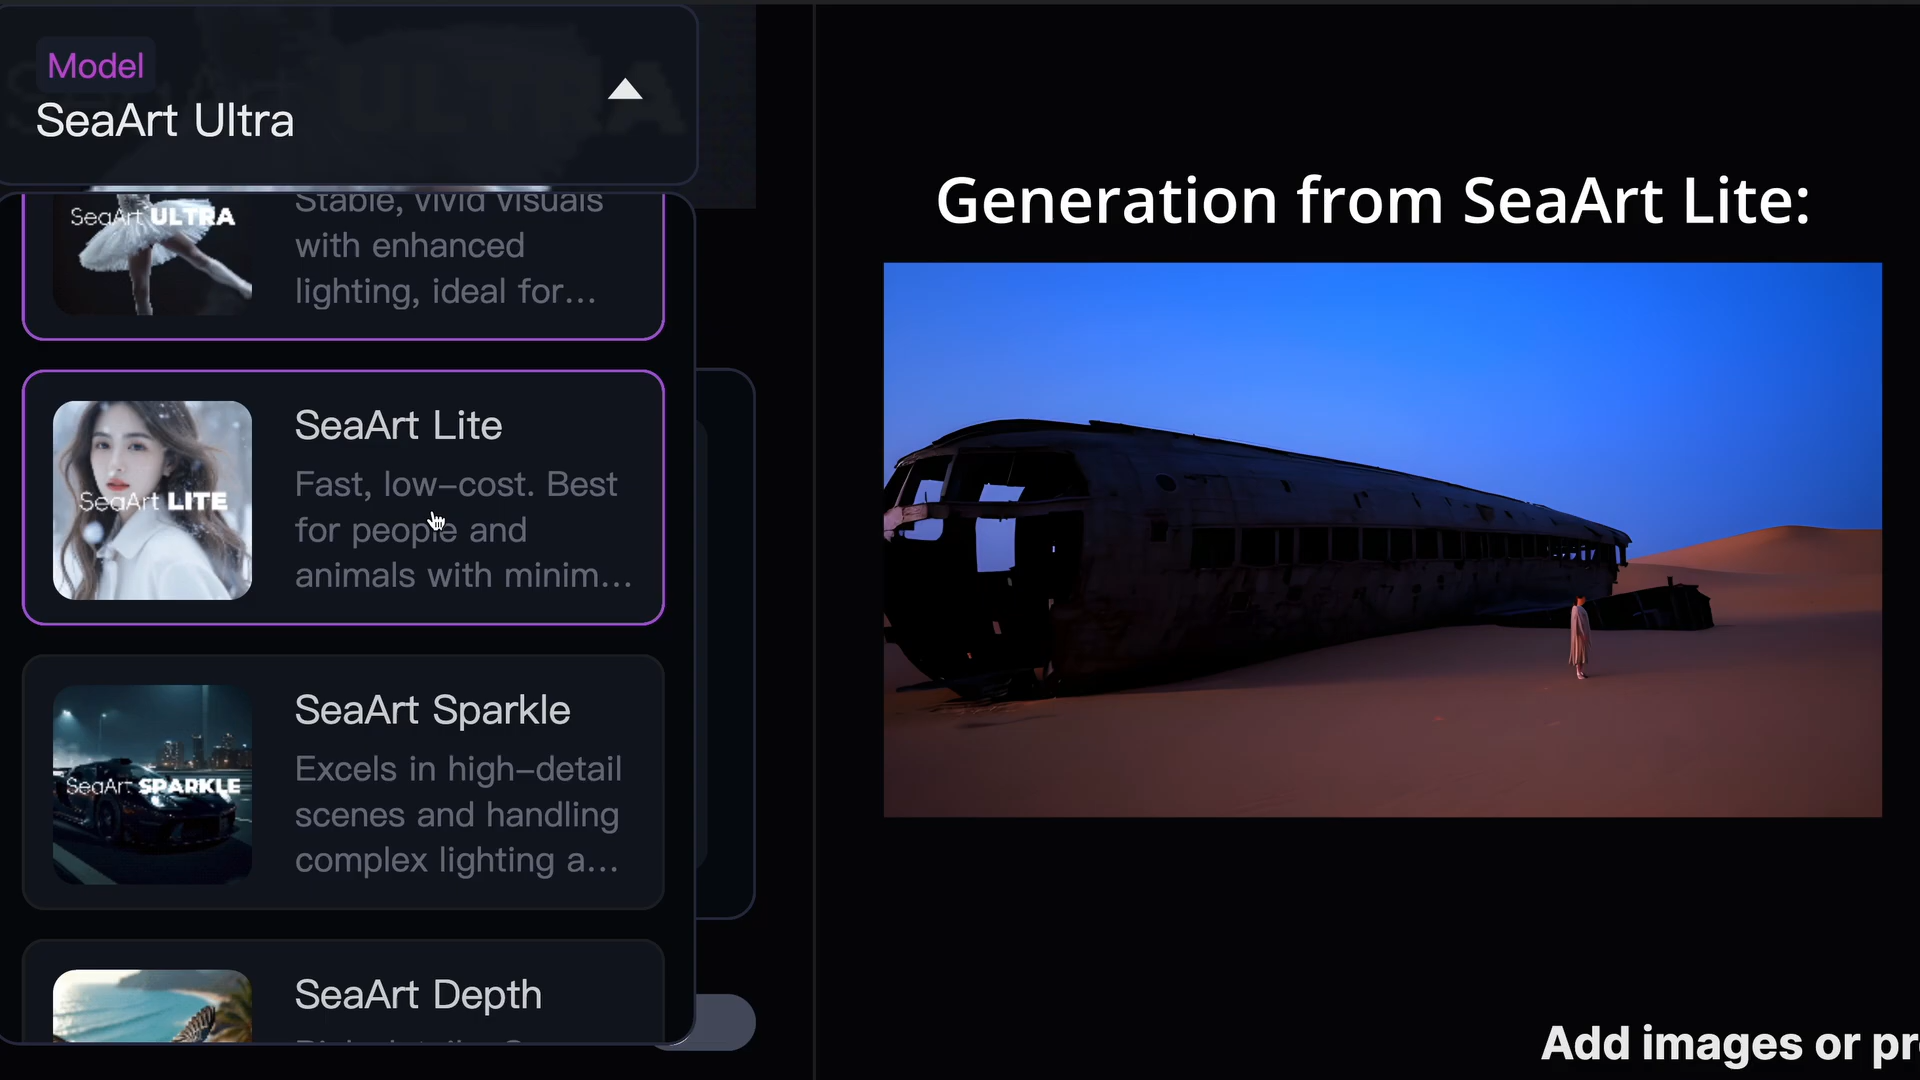 Model
SeaArt Ultra
SeaArt ULTRA
Stable, vivid visuals
with enhanced
lighting, ideal for...
SeaArt LITE
SeaArt Lite
Fast, low-cost. Best
for people and
animals with minim...
SeaArt SPARKLE
SeaArt Sparkle
Excels in high-detail
scenes and handling
complex lighting a...
SeaArt Depth
Generation from SeaArt Lite:
Add images or pr